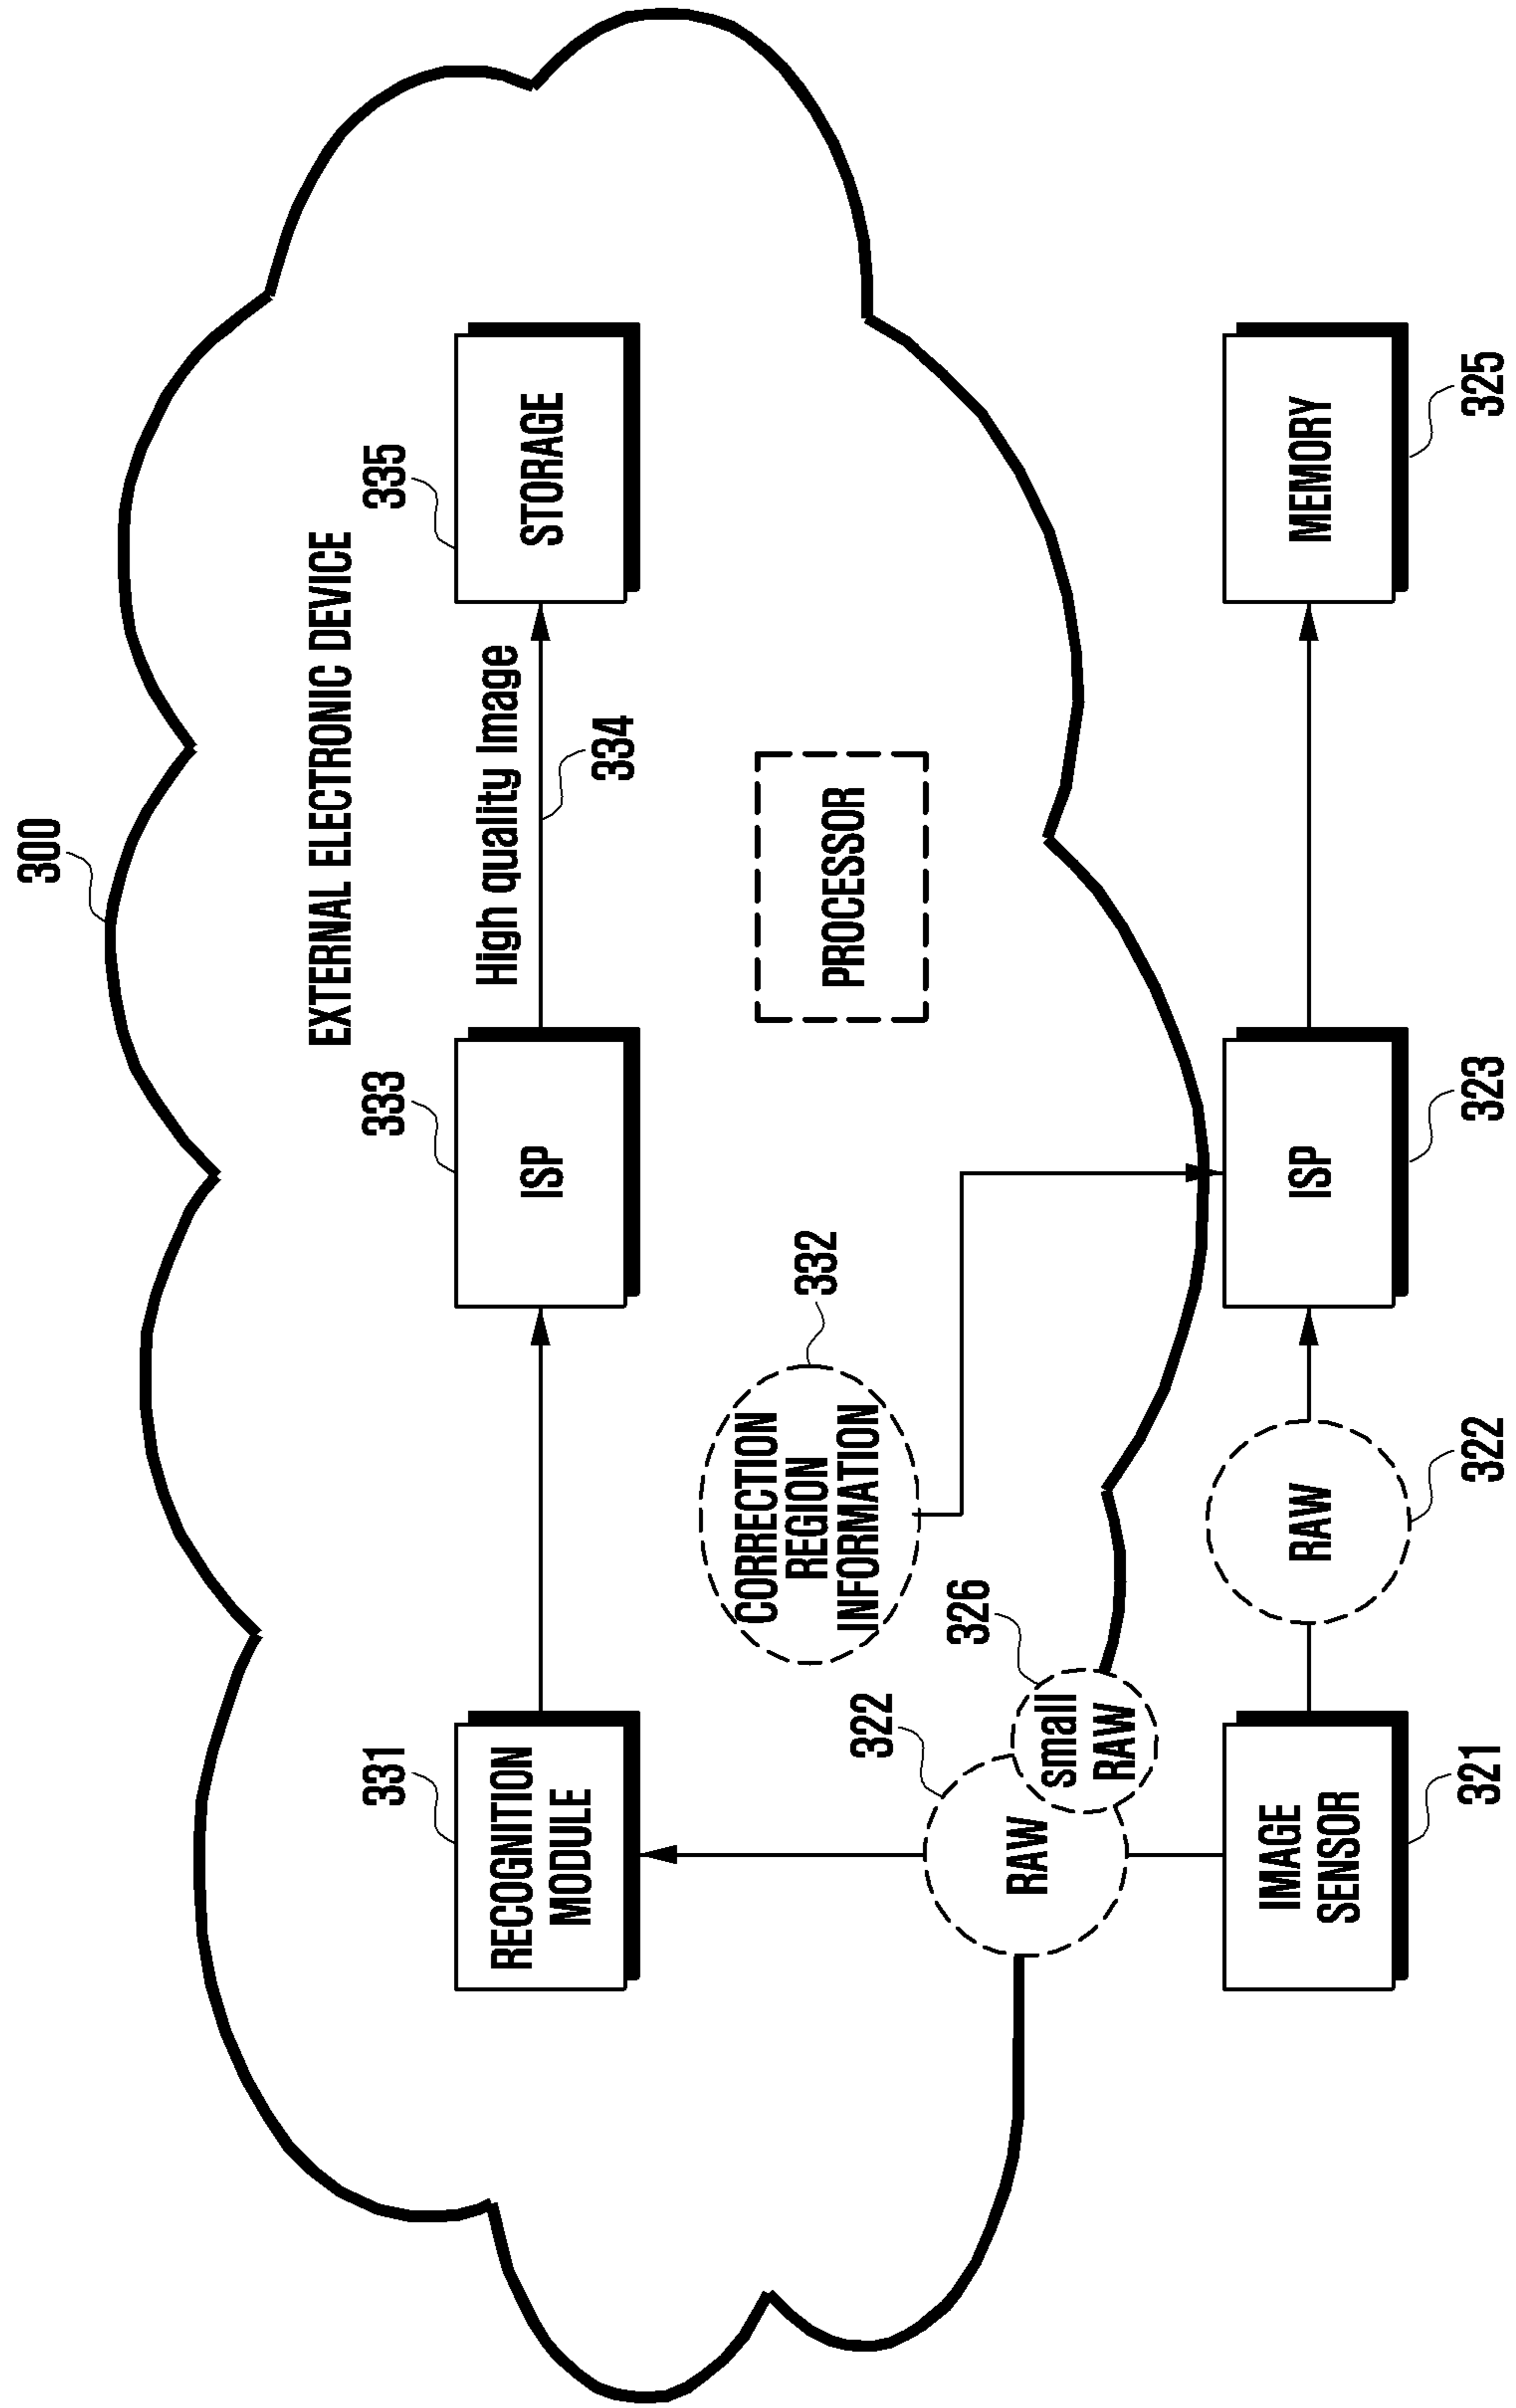 300
EXTERNAL ELECTRONIC DEVICE
331
333
335
RECOGNITION
MODULE
ISP
High quality Image
334
STORAGE
332
CORRECTION
REGION
INFORMATION
PROCESSOR
322
326
RAW
small
RAW
IMAGE
SENSOR
RAW
ISP
MEMORY
321
322
323
325